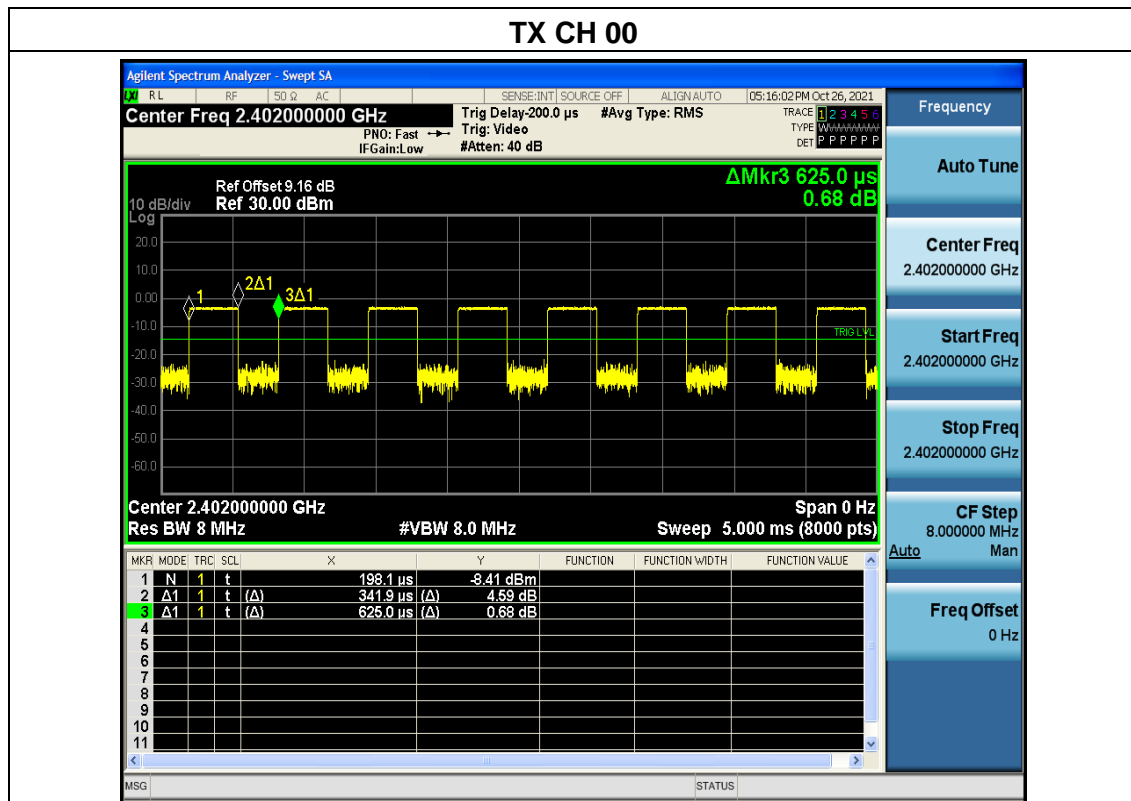 TX CH 00
Agilent Spectrum Analyzer - Swept SA
LXI RL RF 50 Ω AC SENSE:INT SOURCE OFF ALIGN AUTO 05:16:02 PM Oct 26, 2021
Center Freq 2.402000000 GHz
PNO: Fast
IFGain:Low
Trig Delay-200.0 µs #Avg Type: RMS
Trig: Video
#Atten: 40 dB
TRACE 1 2 3 4 5 6
TYPE W
DET P P P P P P
ΔMkr3 625.0 µs
0.68 dB
Ref Offset 9.16 dB
10 dB/div Ref 30.00 dBm
Log
20.0
10.0
0.00
-10.0
-20.0
-30.0
-40.0
-50.0
-60.0
1
2Δ1
3Δ1
TRIG LVL
Center 2.402000000 GHz Span 0 Hz
Res BW 8 MHz #VBW 8.0 MHz Sweep 5.000 ms (8000 pts)
MKR MODE TRC SCL X Y FUNCTION FUNCTION WIDTH FUNCTION VALUE
1 N 1 t 198.1 µs -8.41 dBm
2 Δ1 1 t (Δ) 341.9 µs (Δ) 4.59 dB
3 Δ1 1 t (Δ) 625.0 µs (Δ) 0.68 dB
4
5
6
7
8
9
10
11
MSG STATUS
Frequency
Auto Tune
Center Freq
2.402000000 GHz
Start Freq
2.402000000 GHz
Stop Freq
2.402000000 GHz
CF Step
8.000000 MHz
Auto Man
Freq Offset
0 Hz